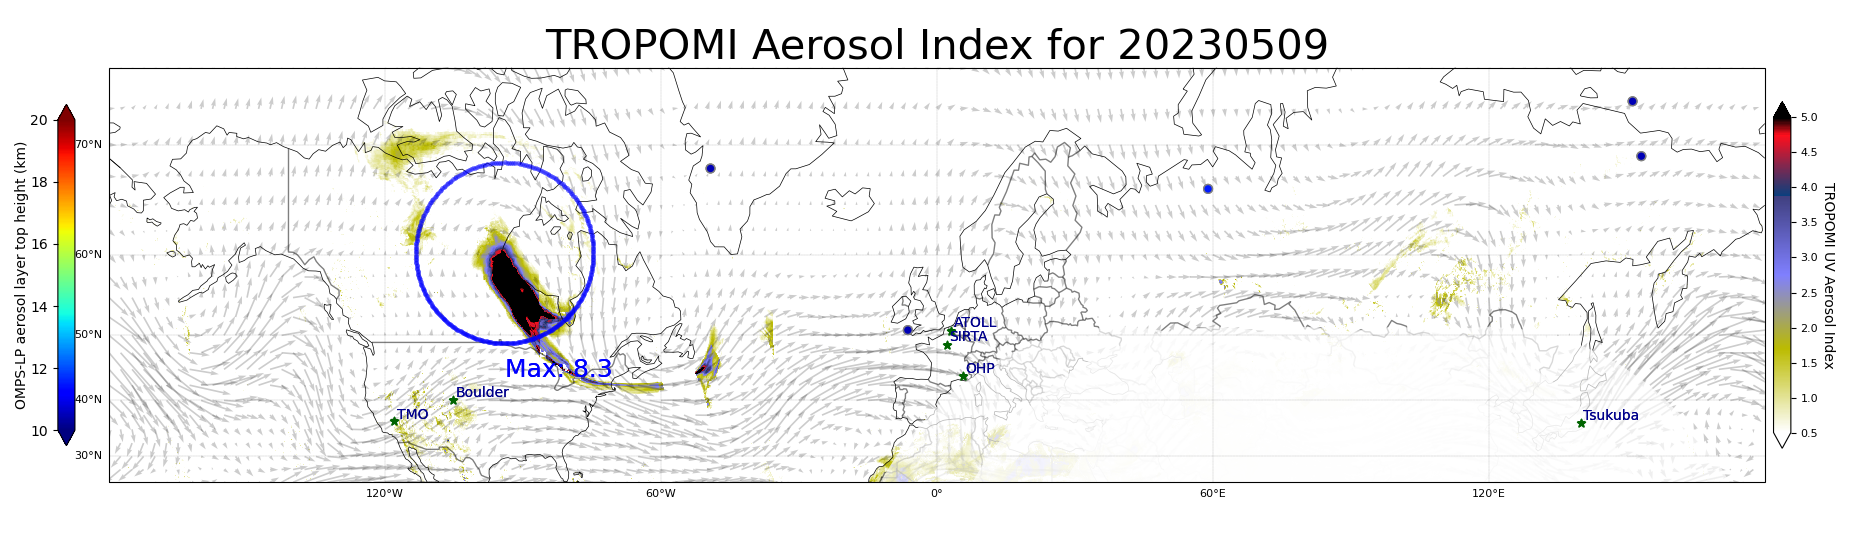 TROPOMI Aerosol Index for 20230509
OMPS-LP aerosol layer top height (km)
20
18
16
14
12
10
70°N
60°N
50°N
40°N
30°N
120°W
60°W
0°
60°E
120°E
Max: 8.3
TMO
Boulder
ATOLL
SIRTA
OHP
Tsukuba
5.0
4.5
4.0
3.5
3.0
2.5
2.0
1.5
1.0
0.5
TROPOMI UV Aerosol Index